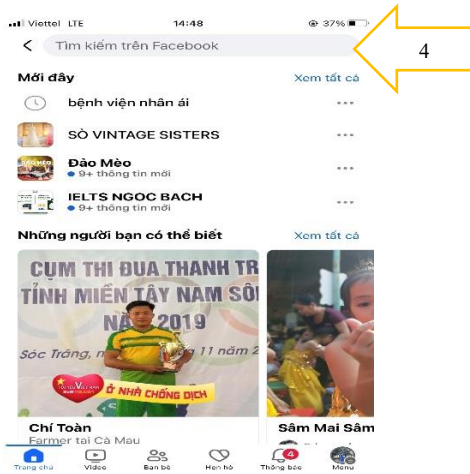 Viettel LTE 14:48 37%
Tìm kiếm trên Facebook
4
Mới đây Xem tất cả
bệnh viện nhân ái
SÒ VINTAGE SISTERS
Đào Mèo
9+ thông tin mới
IELTS NGOC BACH
9+ thông tin mới
Những người bạn có thể biết Xem tất cả
CỤM THI ĐUA THANH TR
TỈNH MIỀN TÂY NAM
2019
Sóc Trăng, 11 năm 2
Ở NHÀ CHỐNG DỊCH
Chí Toàn
Farmer tại Cà Mau
Sâm Mai Sâm
4
Trang chủ Video Bạn bè Hẹn hò Thông báo Menu